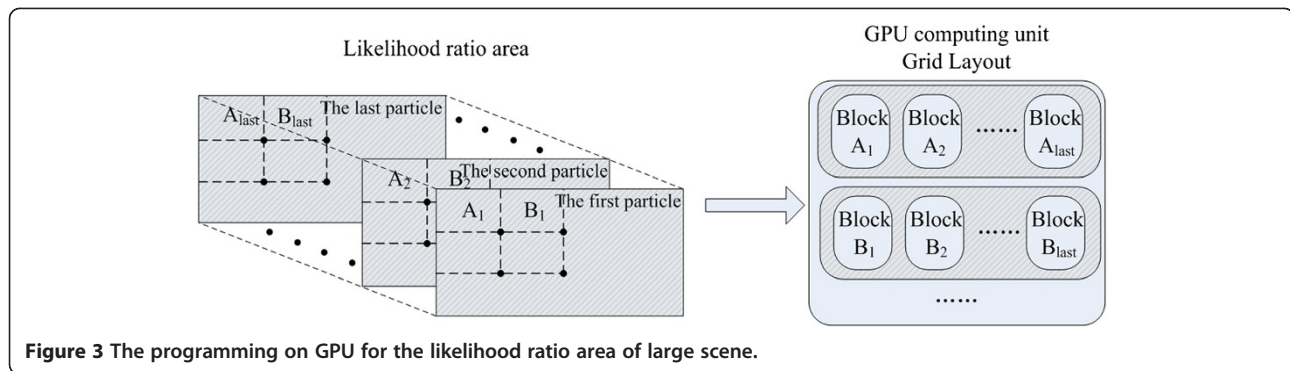 Likelihood ratio area
A_last B_last The last particle
A_2 B_2 The second particle
A_1 B_1 The first particle
GPU computing unit
Grid Layout
Block A_1 Block A_2 ...... Block A_last
Block B_1 Block B_2 ...... Block B_last
......
Figure 3 The programming on GPU for the likelihood ratio area of large scene.